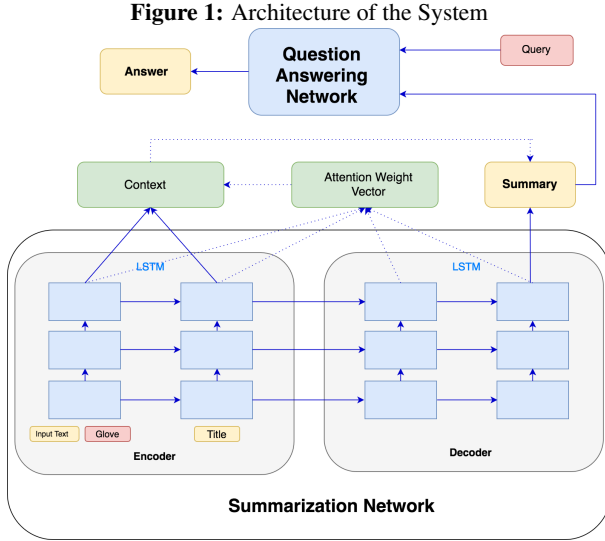 Figure 1: Architecture of the System
Question
Answering
Network
Answer
Query
Context
Attention Weight
Vector
Summary
LSTM
LSTM
Input Text
Glove
Title
Encoder
Decoder
Summarization Network